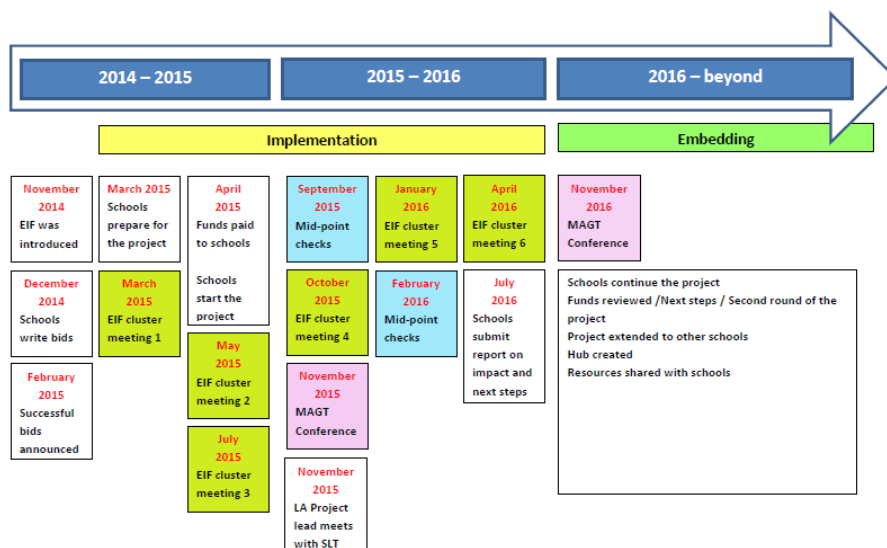 2014 – 2015
2015 – 2016
2016 – beyond
Implementation
Embedding
November
2014
EIF was
introduced
December
2014
Schools
write bids
February
2015
Successful
bids
announced
March 2015
Schools
prepare for
the project
March
2015
EIF cluster
meeting 1
April
2015
Funds paid
to schools
Schools
start the
project
May
2015
EIF cluster
meeting 2
July
2015
EIF cluster
meeting 3
September
2015
Mid-point
checks
October
2015
EIF cluster
meeting 4
November
2015
MAGT
Conference
November
2015
LA Project
lead meets
with SLT
January
2016
EIF cluster
meeting 5
February
2016
Mid-point
checks
April
2016
EIF cluster
meeting 6
July
2016
Schools
submit
report on
impact and
next steps
November
2016
MAGT
Conference
Schools continue the project
Funds reviewed /Next steps / Second round of the
project
Project extended to other schools
Hub created
Resources shared with schools